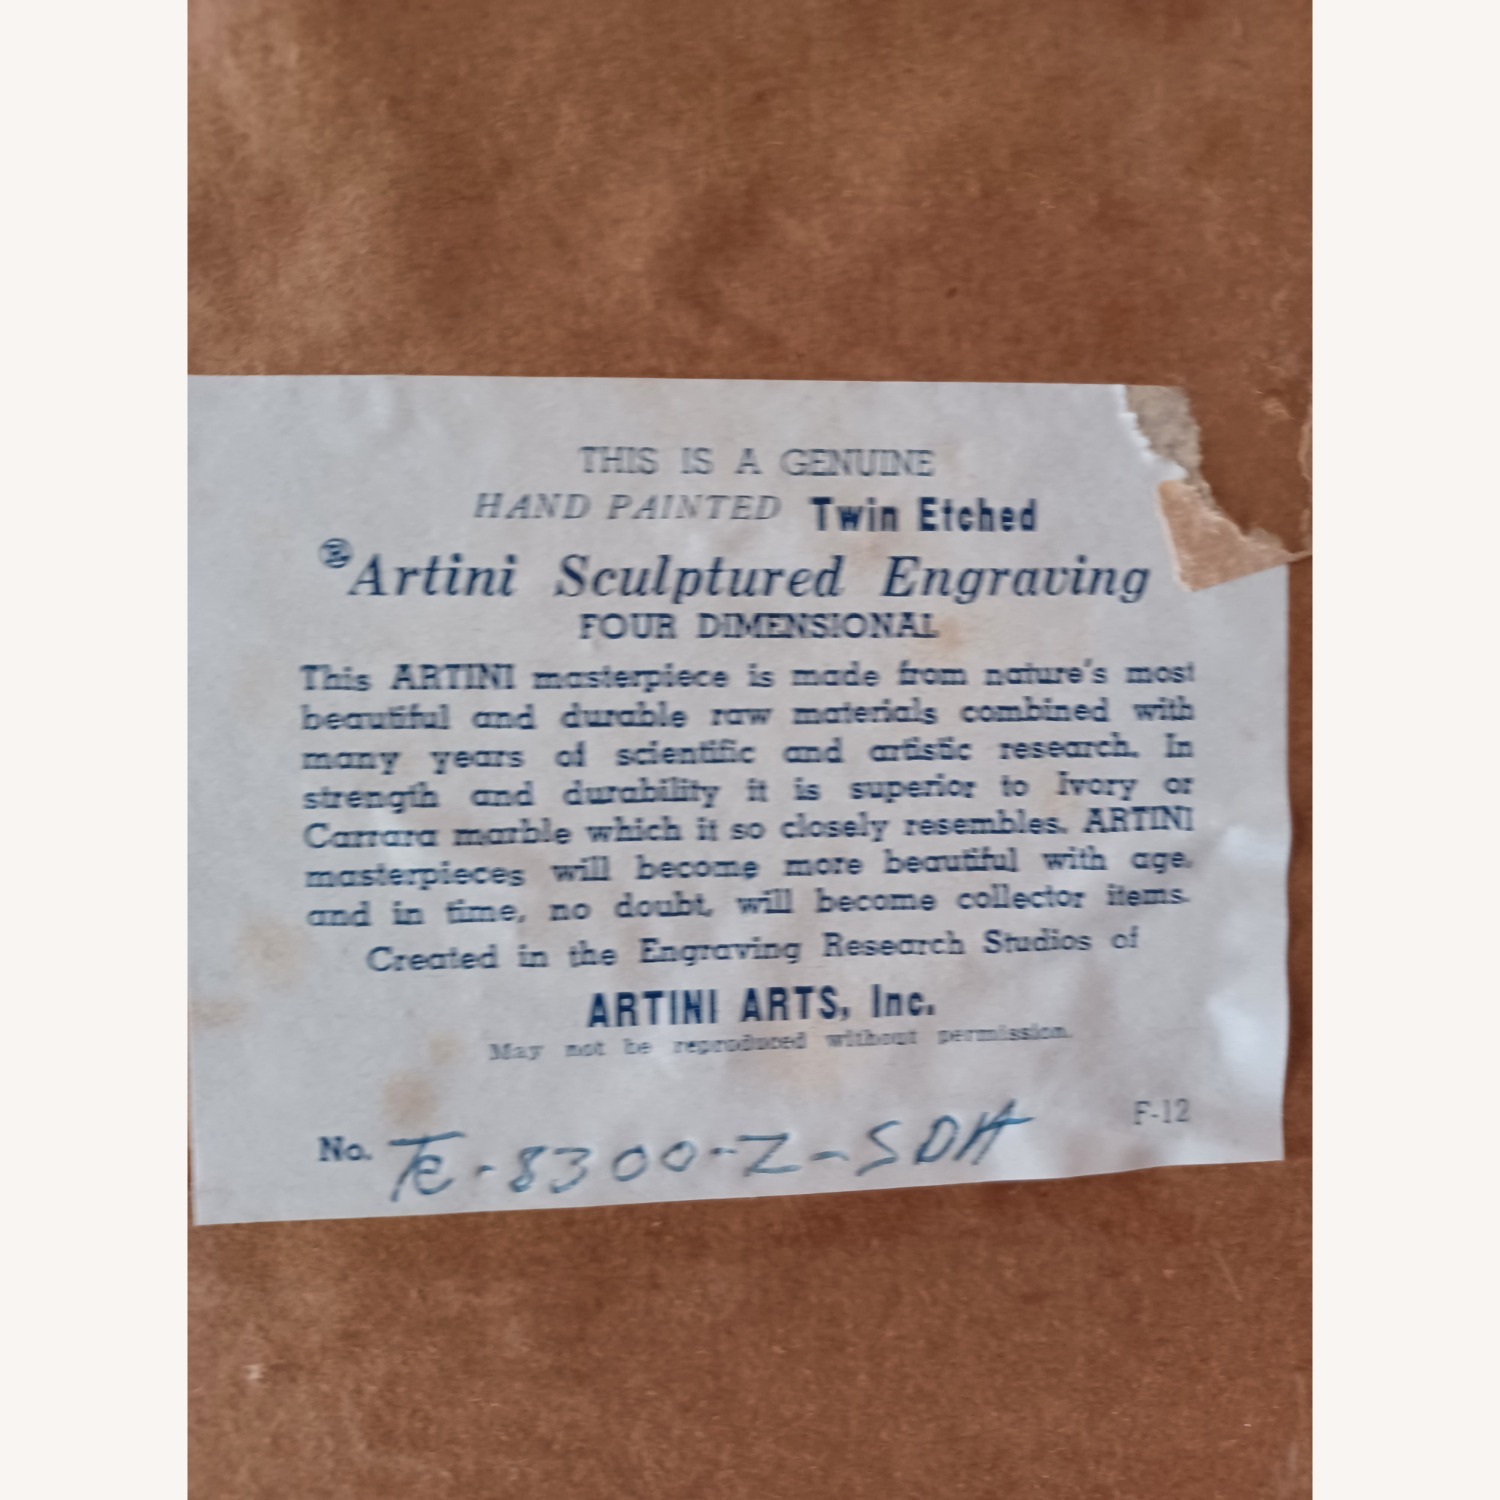 THIS IS A GENUINE
HAND PAINTED Twin Etched
®Artini Sculptured Engraving
FOUR DIMENSIONAL
This ARTINI masterpiece is made from nature's most
beautiful and durable raw materials combined with
many years of scientific and artistic research. In
strength and durability it is superior to Ivory or
Carrara marble which it so closely resembles. ARTINI
masterpieces will become more beautiful with age,
and in time, no doubt, will become collector items.
Created in the Engraving Research Studios of
ARTINI ARTS, Inc.
May not be reproduced without permission.
F-12
No. Te-8300-Z-SDH